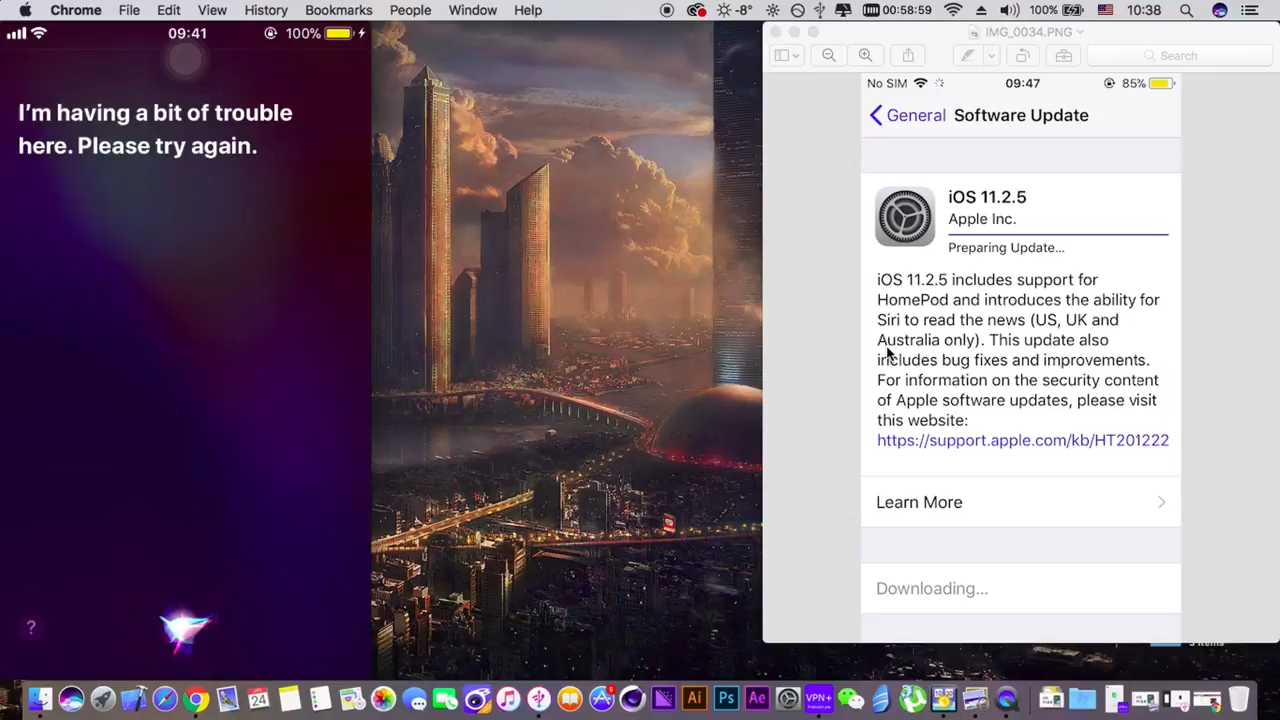 Chrome File Edit View History Bookmarks People Window Help -8° 00:58:59 100% 10:38
09:41 100%
I'm having a bit of trouble
here. Please try again.
?
IMG_0034.PNG
Search
No SIM 09:47 85%
General Software Update
iOS 11.2.5
Apple Inc.
Preparing Update...
iOS 11.2.5 includes support for
HomePod and introduces the ability for
Siri to read the news (US, UK and
Australia only). This update also
includes bug fixes and improvements.
For information on the security content
of Apple software updates, please visit
this website:
https://support.apple.com/kb/HT201222
Learn More
Downloading...
24 Ai Ps Ae VPN+